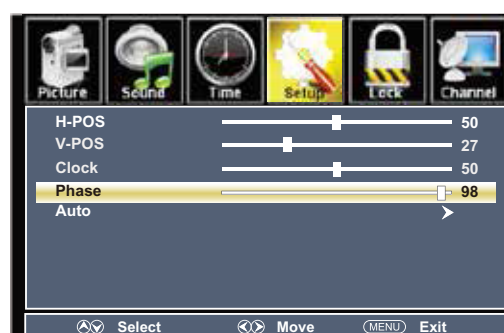 Picture Sound Time Setup Lock Channel
H-POS 50
V-POS 27
Clock 50
Phase 98
Auto
Select Move MENU Exit